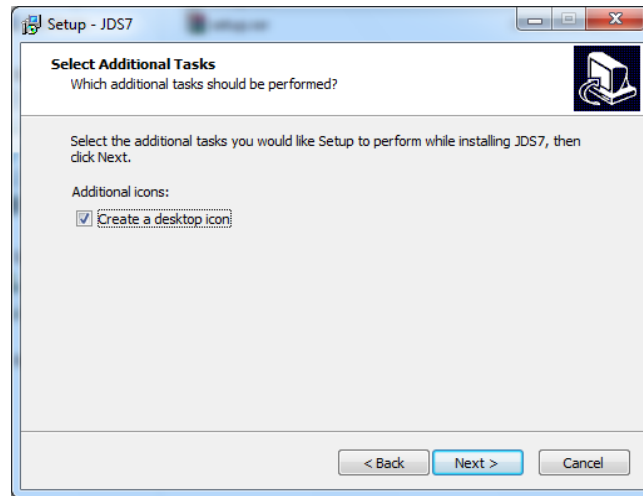 Setup - JDS7
Select Additional Tasks
Which additional tasks should be performed?
Select the additional tasks you would like Setup to perform while installing JDS7, then
click Next.
Additional icons:
Create a desktop icon
< Back
Next >
Cancel